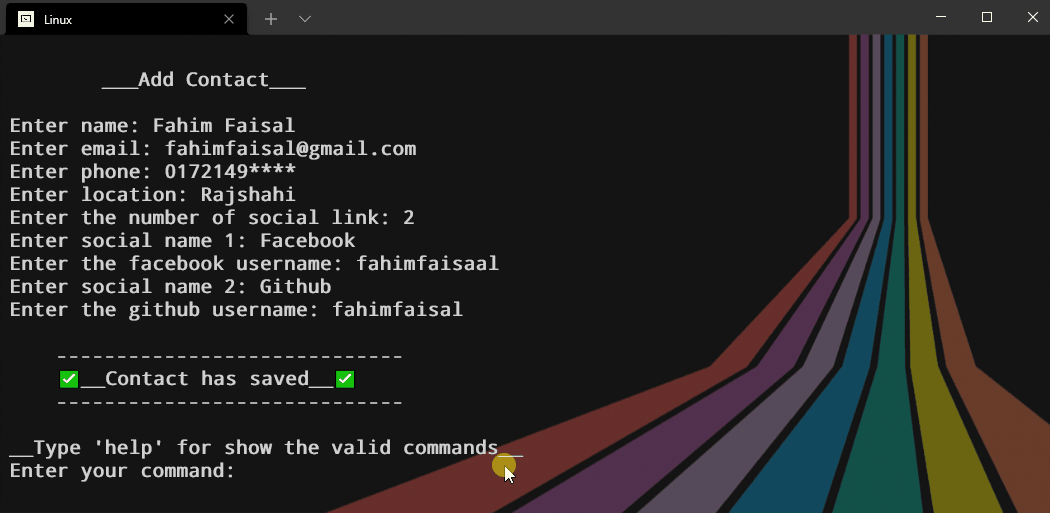 Linux
___Add Contact___
Enter name: Fahim Faisal
Enter email: fahimfaisal@gmail.com
Enter phone: 0172149****
Enter location: Rajshahi
Enter the number of social link: 2
Enter social name 1: Facebook
Enter the facebook username: fahimfaisaal
Enter social name 2: Github
Enter the github username: fahimfaisal
-----------------------------
✅__Contact has saved__✅
-----------------------------
__Type 'help' for show the valid commands__
Enter your command: